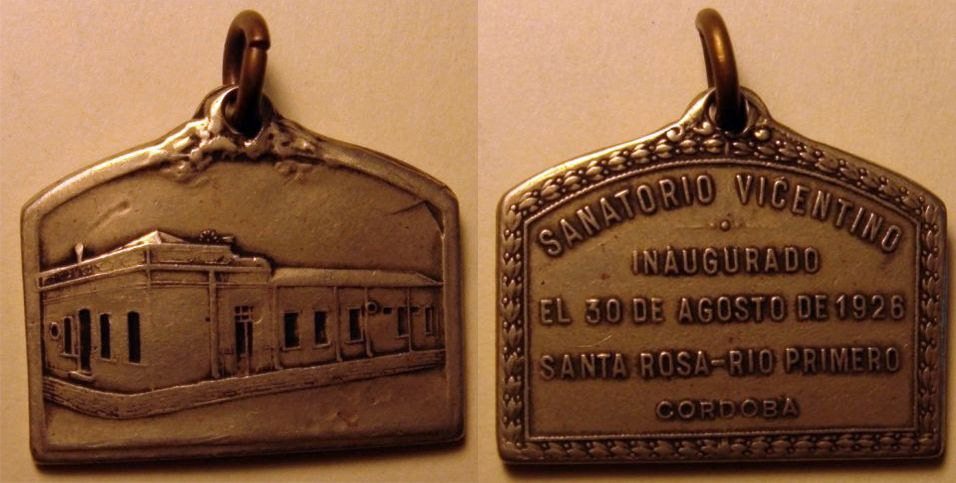 SANATORIO VICENTINO
INAUGURADO
EL 30 DE AGOSTO DE 1926
SANTA ROSA-RIO PRIMERO
CORDOBA